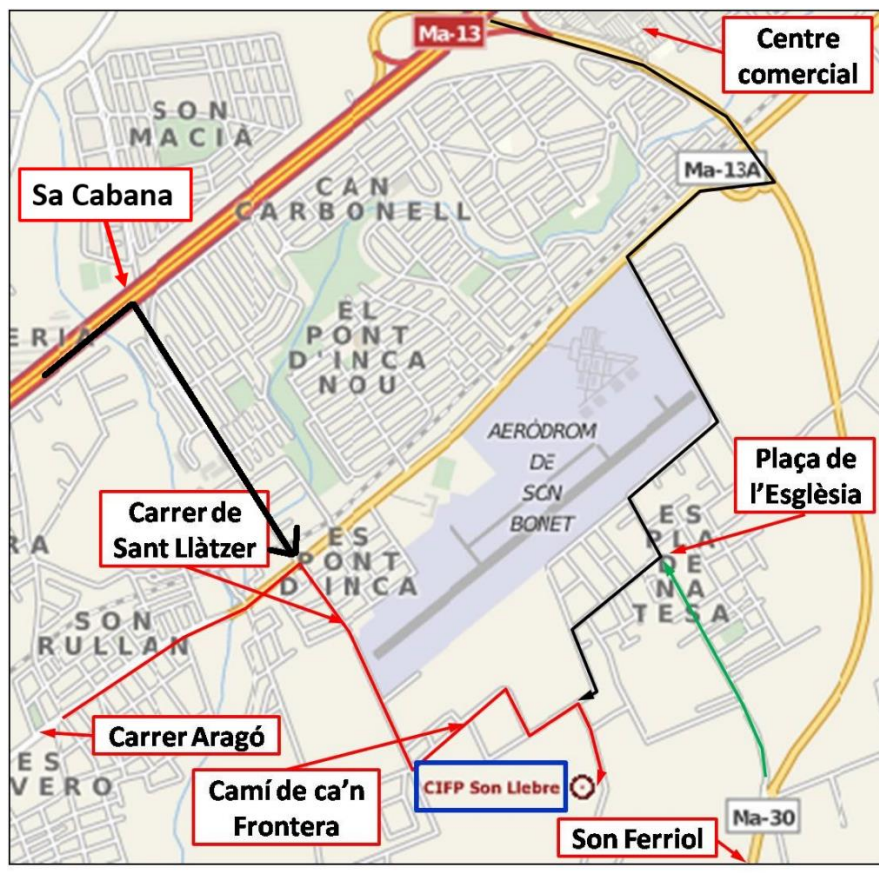 Ma-13
Centre
comercial
SON
MACIÀ
Ma-13A
CAN
CARBONELL
Sa Cabana
ERIA
EL
PONT
D'INCA
NOU
AERÒDROM
DE
SON
BONET
Plaça de
l'Esglèsia
Carrer de
Sant Llàtzer
ES
PLA
DE
NA
TESA
RA
ES
PONT
D'INCA
SON
RULLAN
Carrer Aragó
ES
VERO
Camí de ca'n
Frontera
CIFP Son Llebre
Ma-30
Son Ferriol